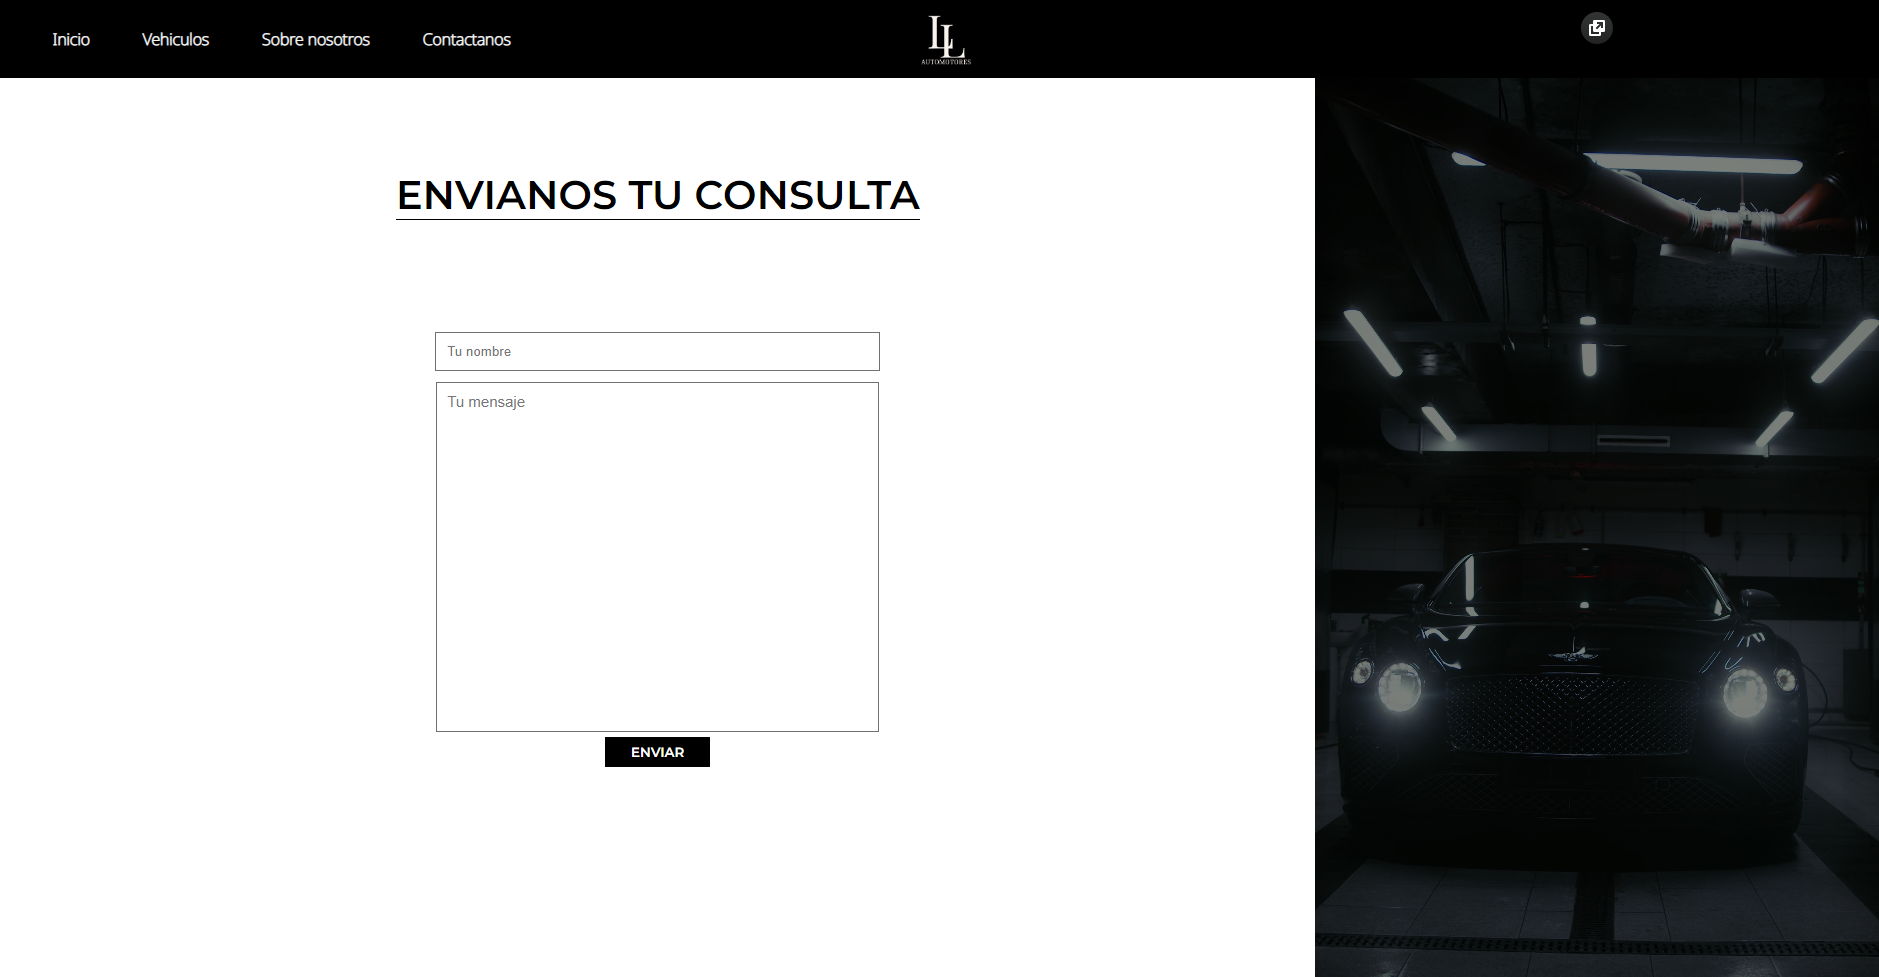 Inicio
Vehiculos
Sobre nosotros
Contactanos
LL
AUTOMOTORES
ENVIANOS TU CONSULTA
Tu nombre
Tu mensaje
ENVIAR